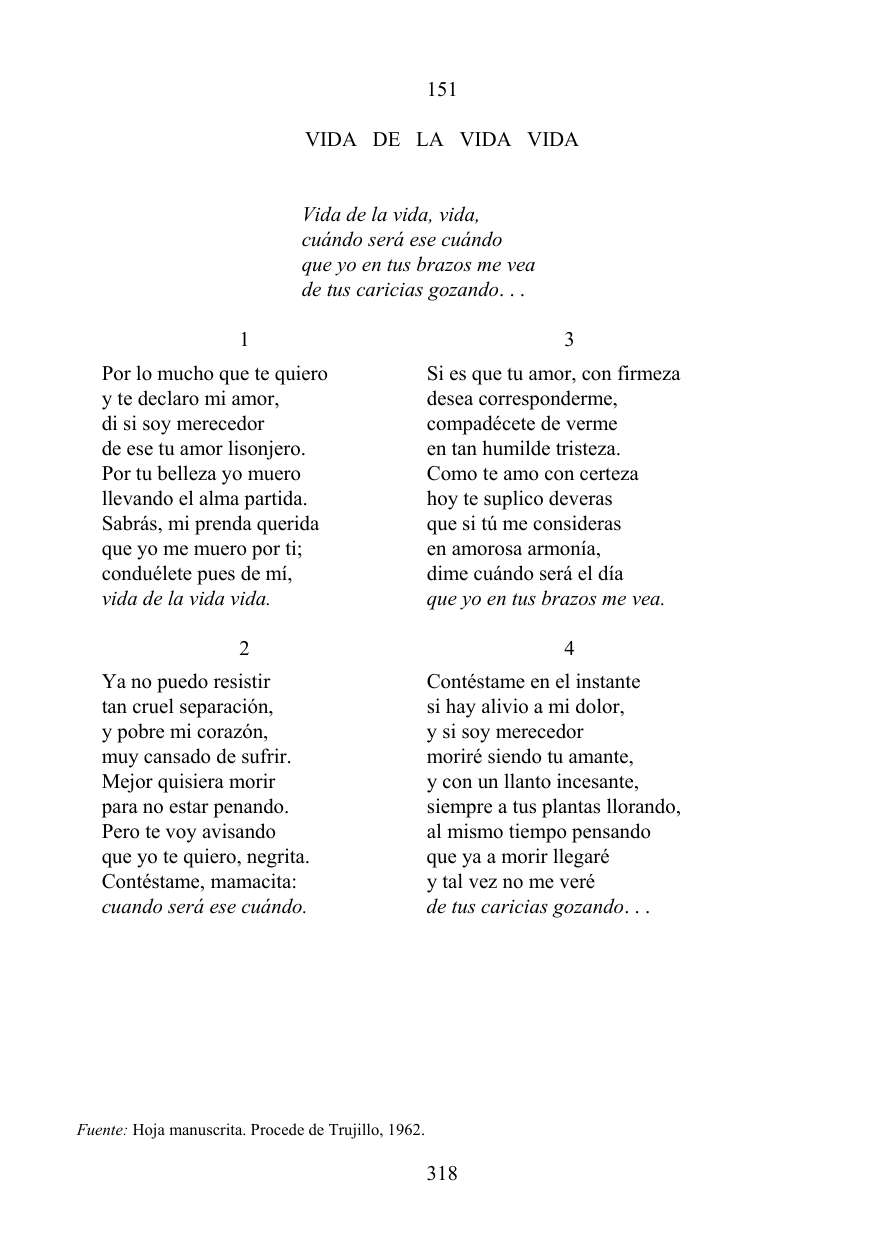 151
VIDA DE LA VIDA VIDA
Vida de la vida, vida,
cuándo será ese cuándo
que yo en tus brazos me vea
de tus caricias gozando. . .
1
Por lo mucho que te quiero
y te declaro mi amor,
di si soy merecedor
de ese tu amor lisonjero.
Por tu belleza yo muero
llevando el alma partida.
Sabrás, mi prenda querida
que yo me muero por ti;
conduélete pues de mí,
vida de la vida vida.
2
Ya no puedo resistir
tan cruel separación,
y pobre mi corazón,
muy cansado de sufrir.
Mejor quisiera morir
para no estar penando.
Pero te voy avisando
que yo te quiero, negrita.
Contéstame, mamacita:
cuando será ese cuándo.
3
Si es que tu amor, con firmeza
desea corresponderme,
compadécete de verme
en tan humilde tristeza.
Como te amo con certeza
hoy te suplico deveras
que si tú me consideras
en amorosa armonía,
dime cuándo será el día
que yo en tus brazos me vea.
4
Contéstame en el instante
si hay alivio a mi dolor,
y si soy merecedor
moriré siendo tu amante,
y con un llanto incesante,
siempre a tus plantas llorando,
al mismo tiempo pensando
que ya a morir llegaré
y tal vez no me veré
de tus caricias gozando. . .
Fuente: Hoja manuscrita. Procede de Trujillo, 1962.
318